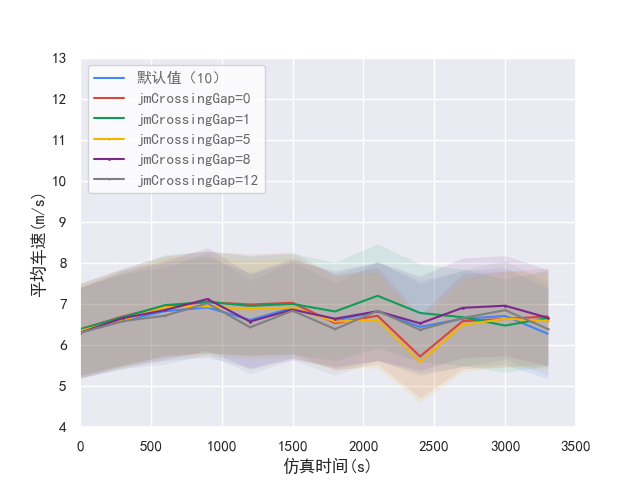 13
12
11
10
9
8
7
6
5
4
平均车速(m/s)
默认值（10）
jmCrossingGap=0
jmCrossingGap=1
jmCrossingGap=5
jmCrossingGap=8
jmCrossingGap=12
0 500 1000 1500 2000 2500 3000 3500
仿真时间(s)